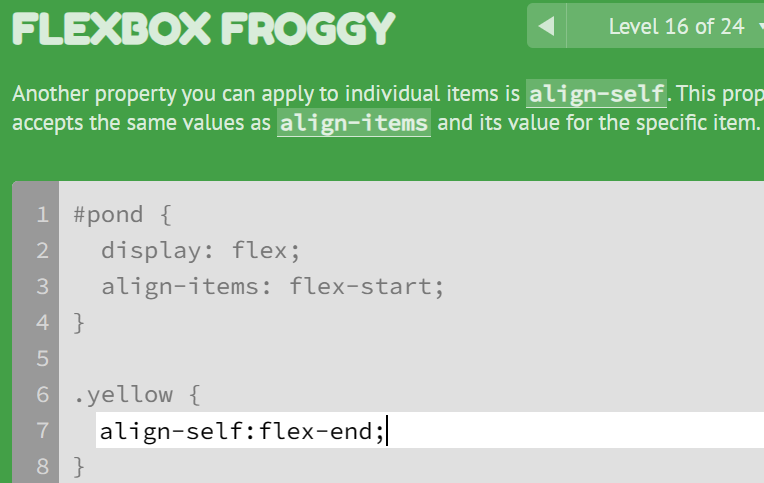 FLEXBOX FROGGY
Level 16 of 24
Another property you can apply to individual items is align-self. This prop
accepts the same values as align-items and its value for the specific item.
1 #pond {
2 display: flex;
3 align-items: flex-start;
4 }
5
6 .yellow {
7 align-self:flex-end;
8 }